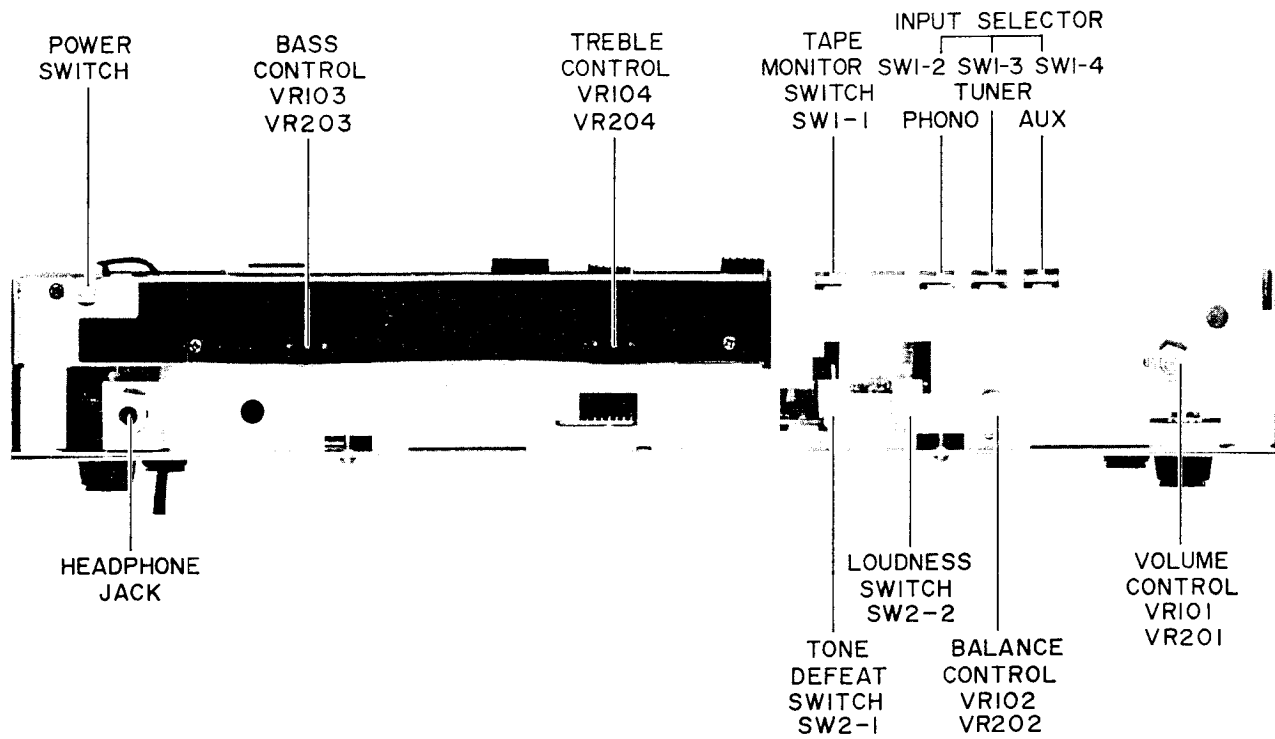 POWER
SWITCH
BASS
CONTROL
VR103
VR203
TREBLE
CONTROL
VR104
VR204
TAPE
MONITOR
SWITCH
SW1-1
INPUT SELECTOR
SW1-2 SW1-3 SW1-4
TUNER
PHONO AUX
HEADPHONE
JACK
TONE
DEFEAT
SWITCH
SW2-1
LOUDNESS
SWITCH
SW2-2
BALANCE
CONTROL
VR102
VR202
VOLUME
CONTROL
VR101
VR201